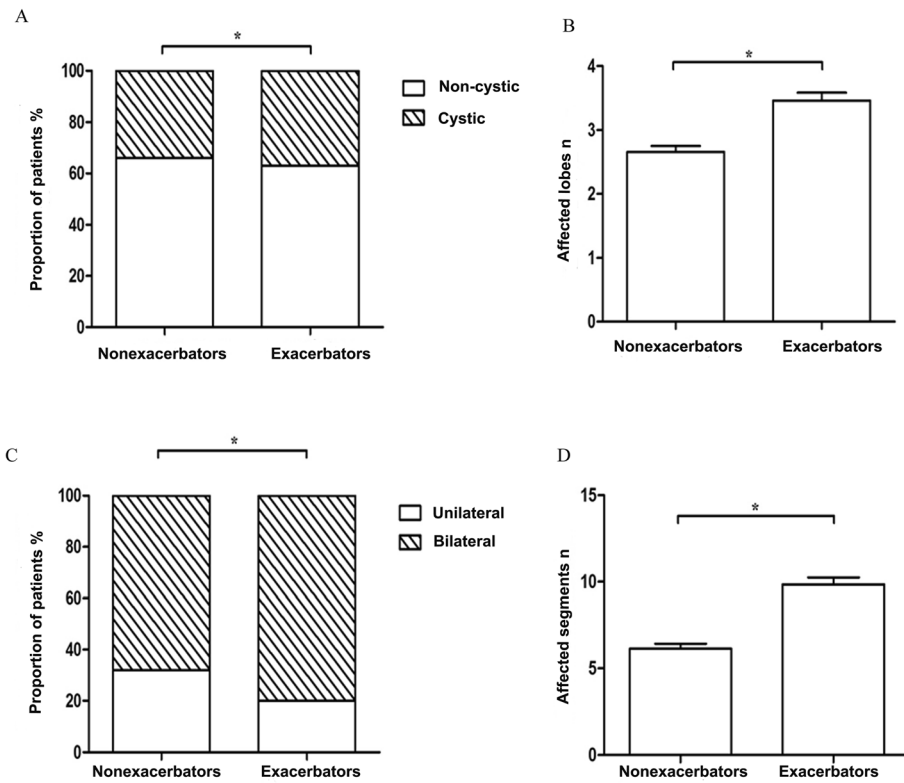 A
*
Proportion of patients %
100
80
60
40
20
0
Nonexacerbators Exacerbators
Non-cystic
Cystic
B
*
Affected lobes n
4
3
2
1
0
Nonexacerbators Exacerbators
C
*
Proportion of patients %
100
80
60
40
20
0
Nonexacerbators Exacerbators
Unilateral
Bilateral
D
*
Affected segments n
15
10
5
0
Nonexacerbators Exacerbators